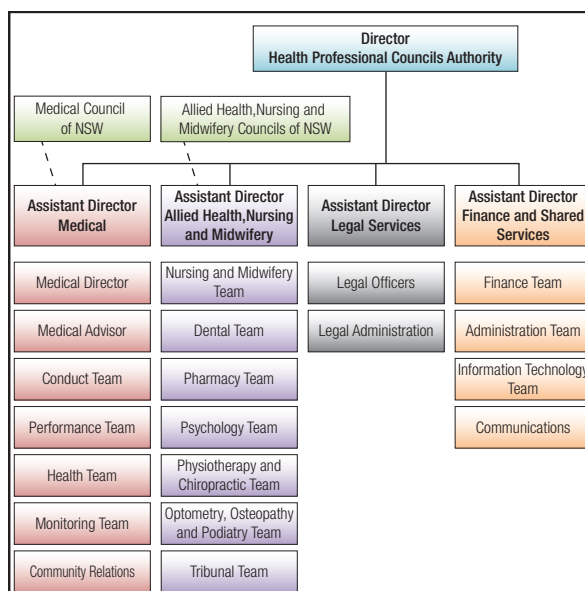 Director
Health Professional Councils Authority
Medical Council
of NSW
Allied Health,Nursing and
Midwifery Councils of NSW
Assistant Director
Medical
Medical Director
Medical Advisor
Conduct Team
Performance Team
Health Team
Monitoring Team
Community Relations
Assistant Director
Allied Health,Nursing
and Midwifery
Nursing and Midwifery
Team
Dental Team
Pharmacy Team
Psychology Team
Physiotherapy and
Chiropractic Team
Optometry, Osteopathy
and Podiatry Team
Tribunal Team
Assistant Director
Legal Services
Legal Officers
Legal Administration
Assistant Director
Finance and Shared
Services
Finance Team
Administration Team
Information Technology
Team
Communications